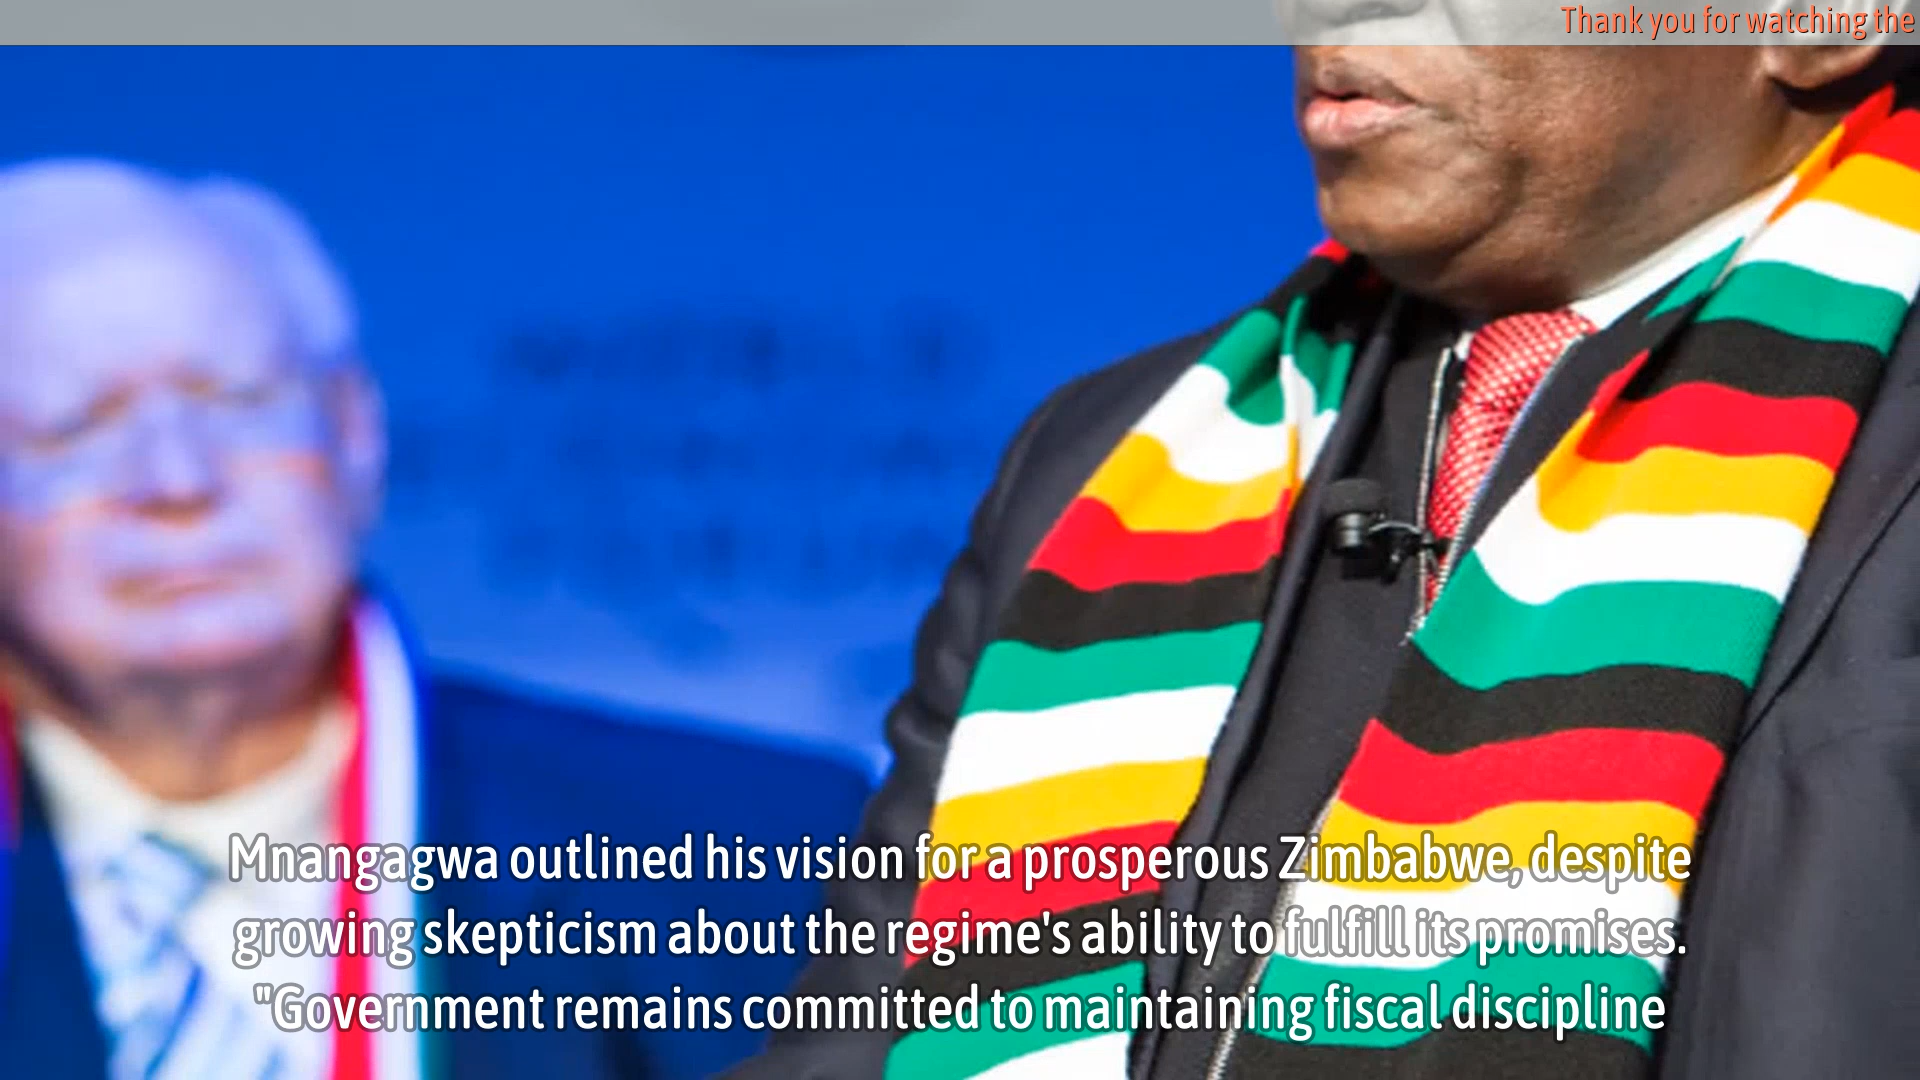 Thank you for watching the
Mnangagwa outlined his vision for a prosperous Zimbabwe, despite
growing skepticism about the regime's ability to fulfill its promises.
"Government remains committed to maintaining fiscal discipline